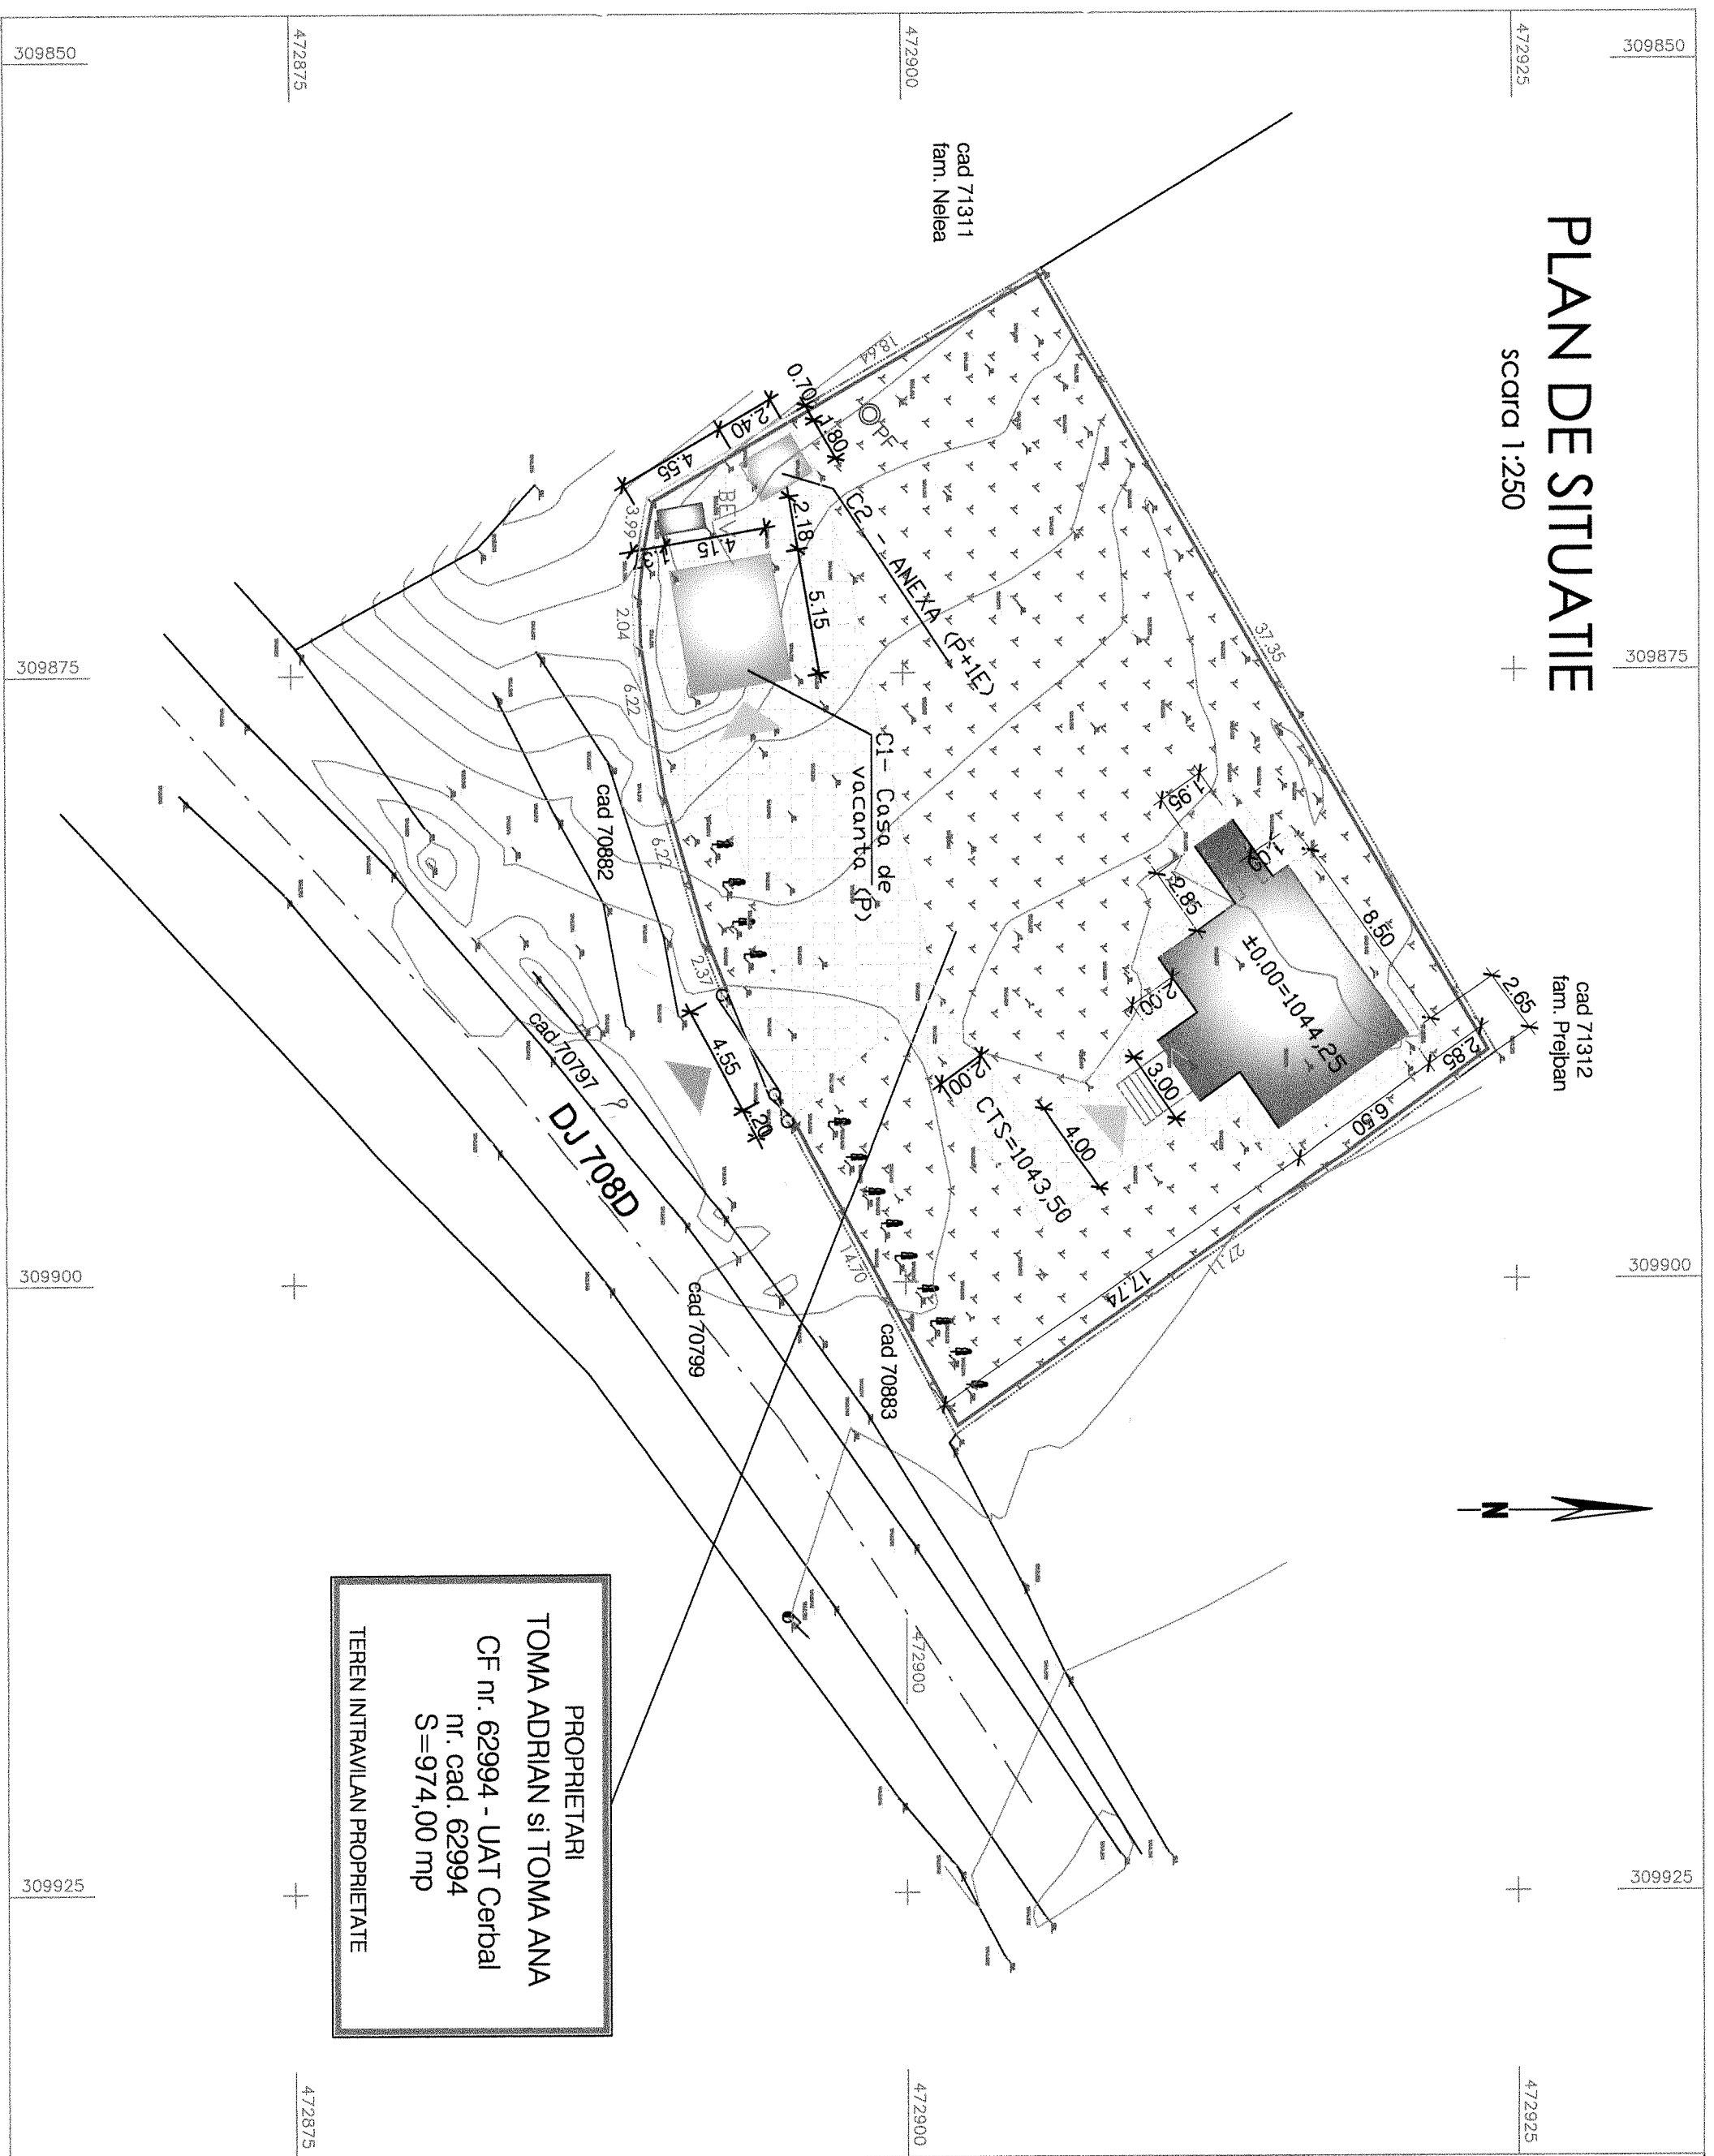 PLAN DE SITUATIE
scara 1:250
309850
309875
309900
309925
309850
309875
309900
309925
472925
472900
472875
472925
472900
472875
472900
N
cad 71311
fam. Nelea
cad 71312
fam. Prejban
37.35
18.64
27.11
14.70
3.99
2.04
6.22
6.22
2.37
0.70
1.80
2.40
4.55
2.18
5.15
4.15
PF
C2 - ANEXA (P+1E)
C1- Casa de
vacanta (P)
1.95
2.85
8.50
2.65
2.85
6.50
±0.00=1044,25
2.00
3.00
2.00
4.00
CTS=1043,50
17.74
4.55
1.20
cad 70882
cad 70797
DJ 708D
cad 70799
cad 70883
PROPRIETARI
TOMA ADRIAN si TOMA ANA
CF nr. 62994 - UAT Cerbal
nr. cad. 62994
S=974,00 mp
TEREN INTRAVILAN PROPRIETATE